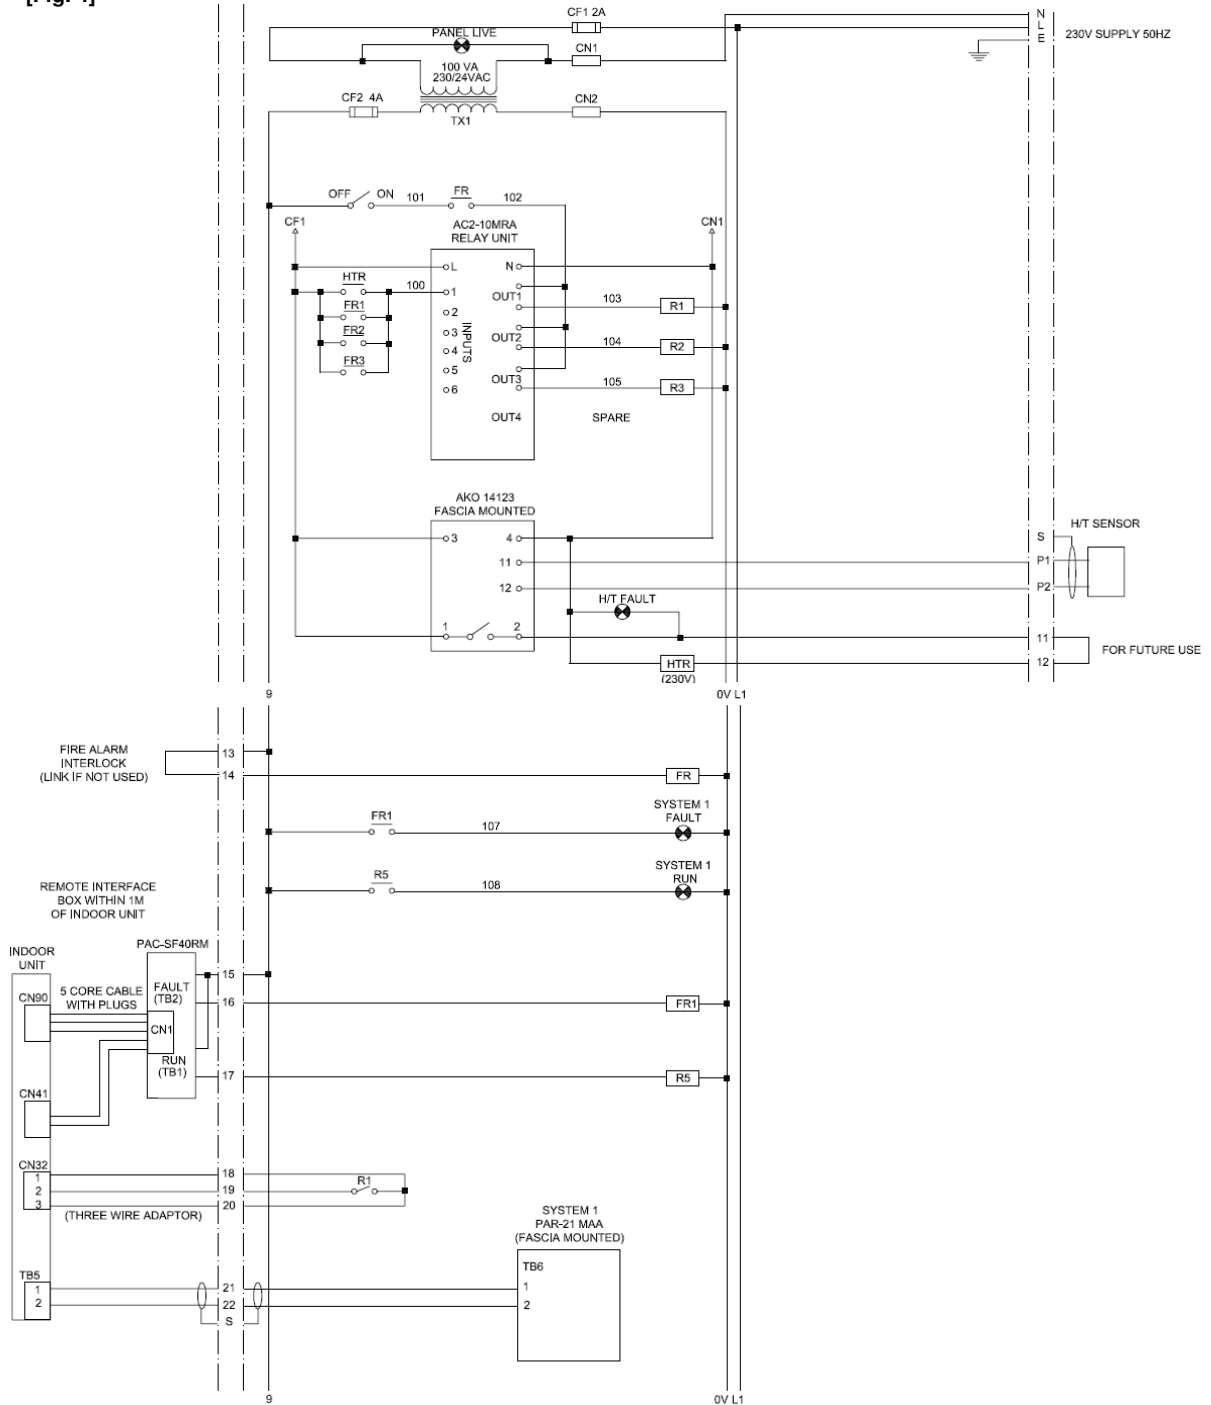 CF1 2A
N
L
E
230V SUPPLY 50HZ
PANEL LIVE
CN1
100 VA
230/24VAC
CF2 4A
CN2
TX1
OFF
ON
101
FR
102
CF1
AC2-10MRA
RELAY UNIT
CN1
L
N
HTR
100
1
OUT1
103
R1
FR1
2
FR2
3
INPUTS
OUT2
104
R2
4
FR3
5
OUT3
105
R3
6
OUT4
SPARE
AKO 14123
FASCIA MOUNTED
H/T SENSOR
3
4
S
11
P1
12
P2
H/T FAULT
1
2
11
FOR FUTURE USE
HTR
12
(230V)
9
0V L1
FIRE ALARM
INTERLOCK
(LINK IF NOT USED)
13
14
FR
SYSTEM 1
FAULT
FR1
107
SYSTEM 1
RUN
R5
108
REMOTE INTERFACE
BOX WITHIN 1M
OF INDOOR UNIT
PAC-SF40RM
INDOOR
UNIT
15
5 CORE CABLE
WITH PLUGS
FAULT
(TB2)
CN90
16
FR1
CN1
RUN
(TB1)
17
R5
CN41
CN32
1
2
3
18
19
20
R1
(THREE WIRE ADAPTOR)
SYSTEM 1
PAR-21 MAA
(FASCIA MOUNTED)
TB5
1
2
21
22
S
TB6
1
2
9
0V L1